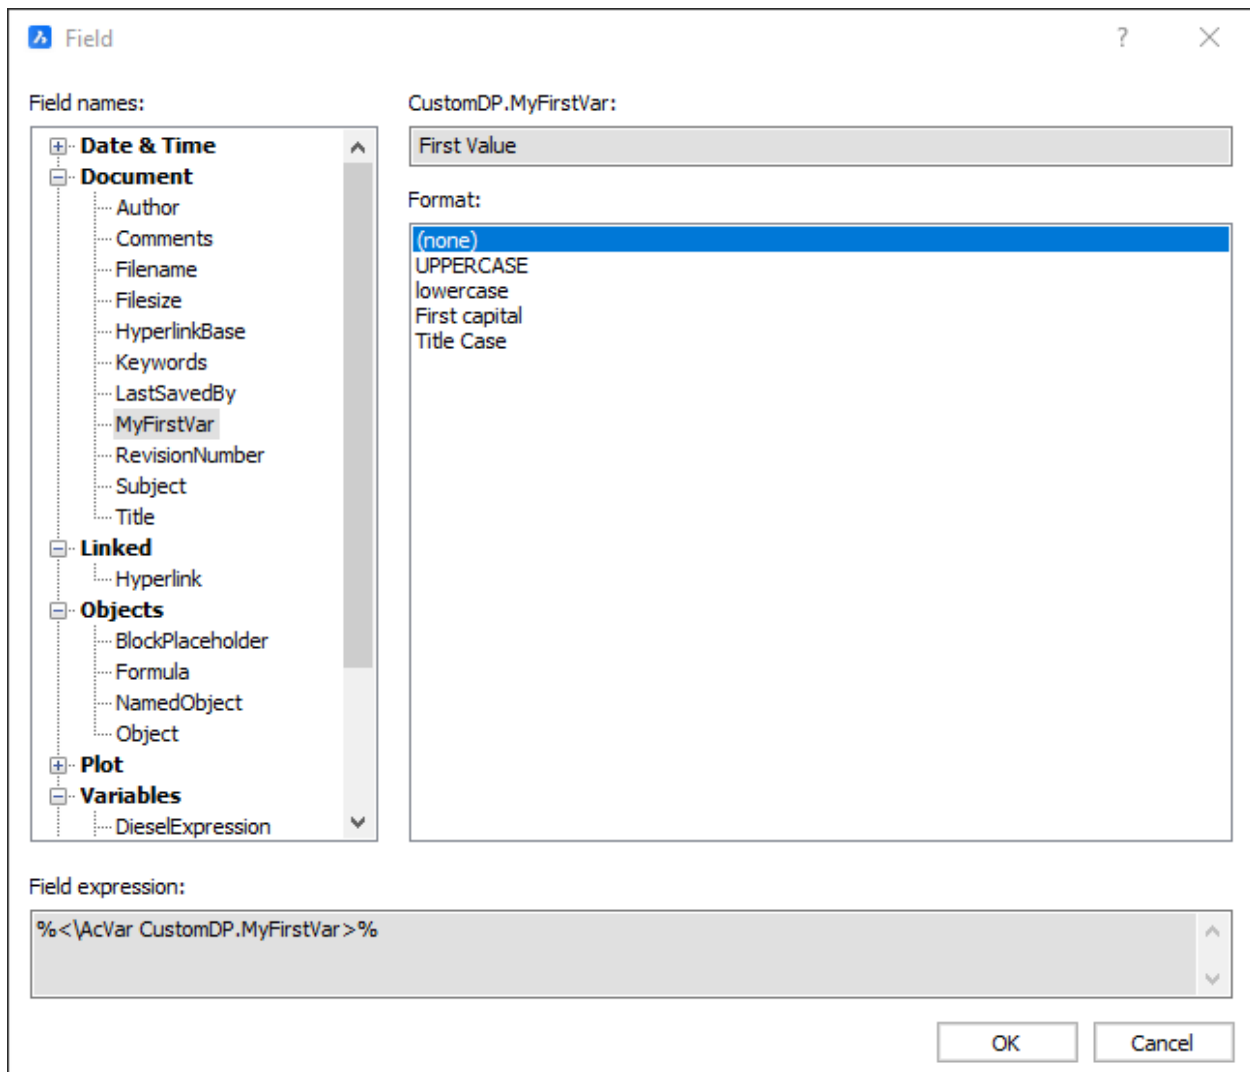 Field
?
Field names:
Date & Time
Document
Author
Comments
Filename
Filesize
HyperlinkBase
Keywords
LastSavedBy
MyFirstVar
RevisionNumber
Subject
Title
Linked
Hyperlink
Objects
BlockPlaceholder
Formula
NamedObject
Object
Plot
Variables
DieselExpression
CustomDP.MyFirstVar:
First Value
Format:
(none)
UPPERCASE
lowercase
First capital
Title Case
Field expression:
%<\AcVar CustomDP.MyFirstVar>%
OK
Cancel